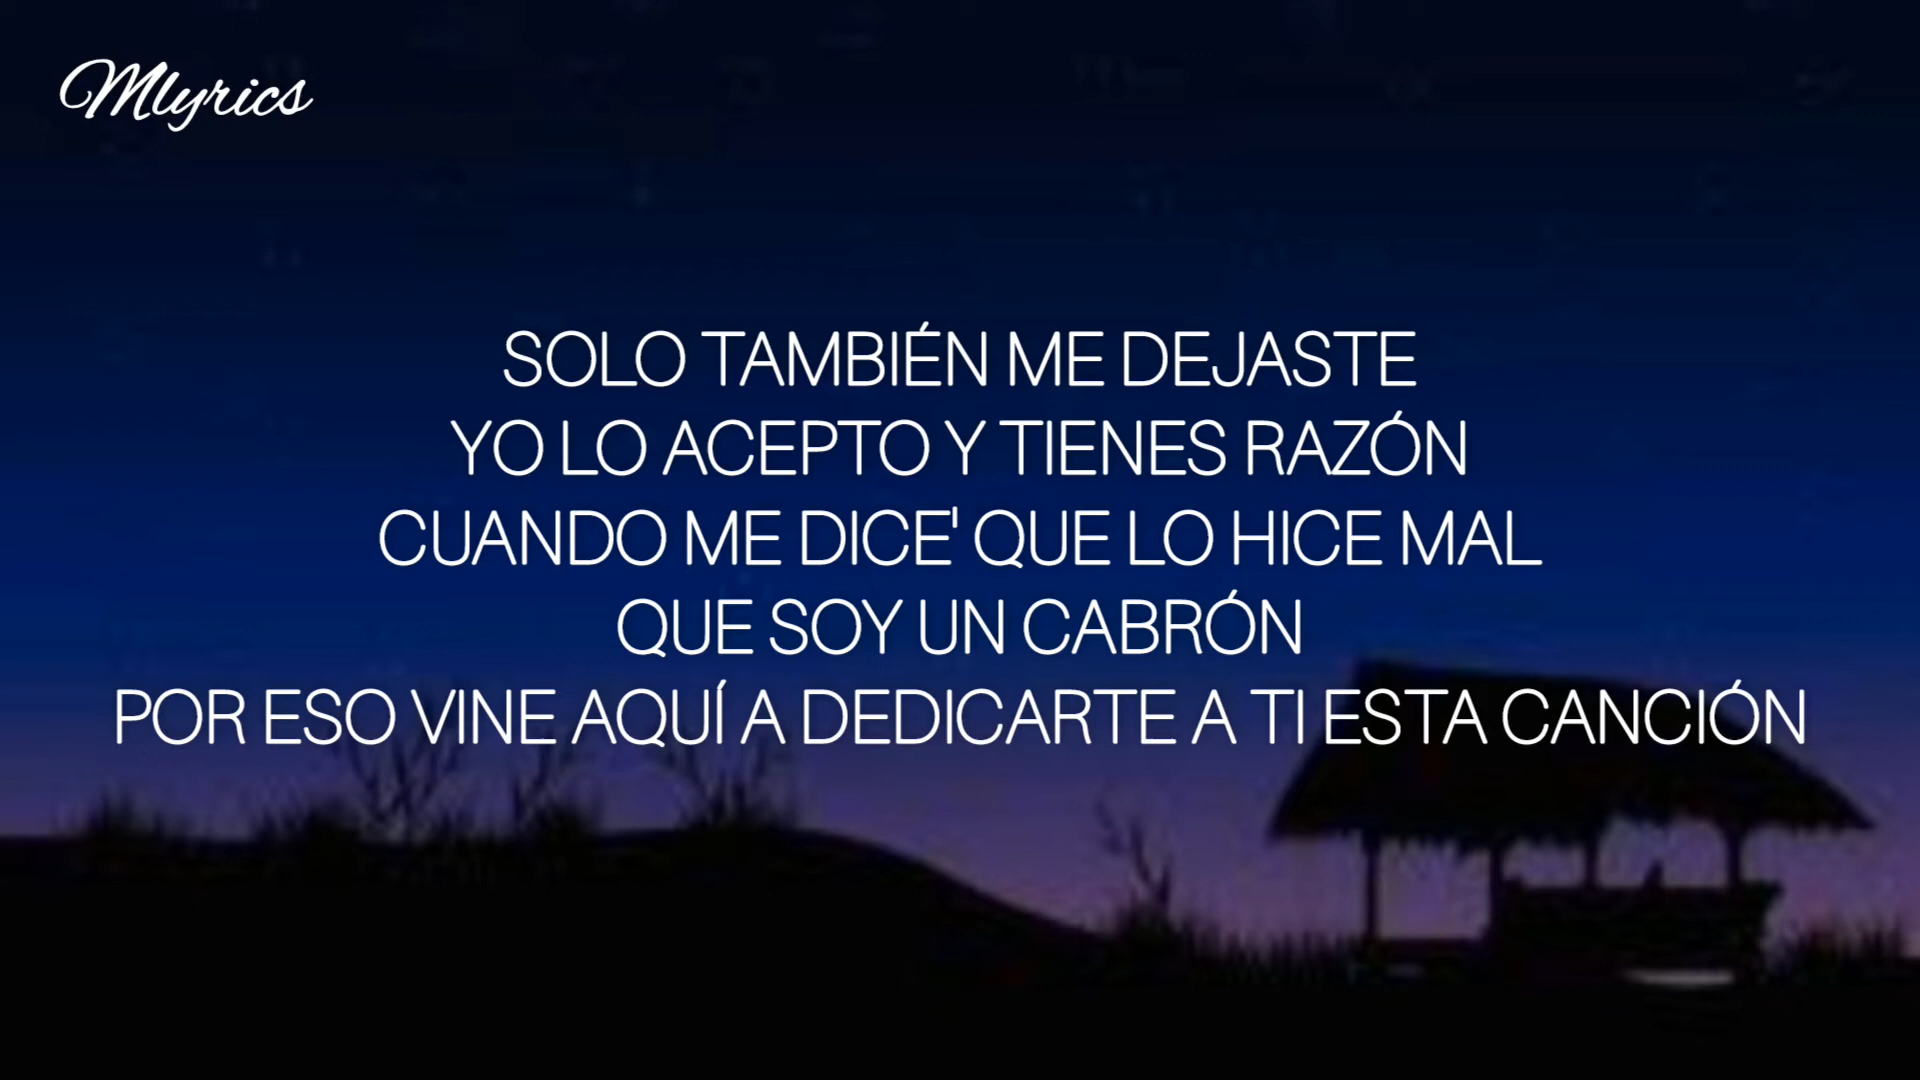 Mlyrics
SOLO TAMBIÉN ME DEJASTE
YO LO ACEPTO Y TIENES RAZÓN
CUANDO ME DICE' QUE LO HICE MAL
QUE SOY UN CABRÓN
POR ESO VINE AQUÍ A DEDICARTE A TI ESTA CANCIÓN